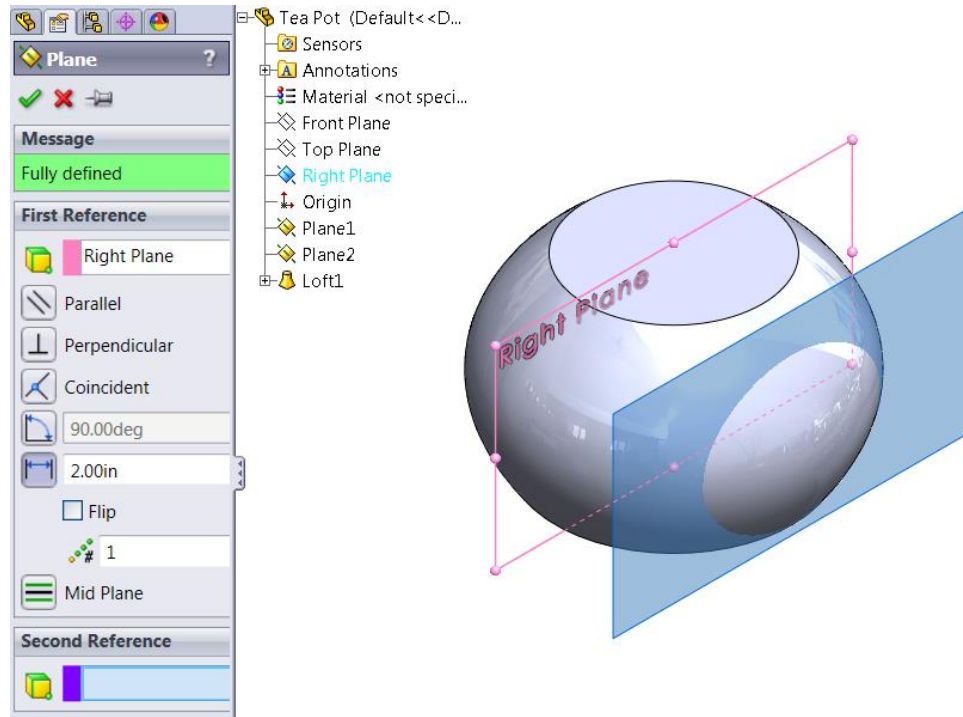 Plane ?
Message
Fully defined
First Reference
Right Plane
Parallel
Perpendicular
Coincident
90.00deg
2.00in
Flip
# 1
Mid Plane
Second Reference
Tea Pot (Default<<D...
Sensors
A Annotations
Material <not speci...
Front Plane
Top Plane
Right Plane
Origin
Plane1
Plane2
Loft1
Right Plane